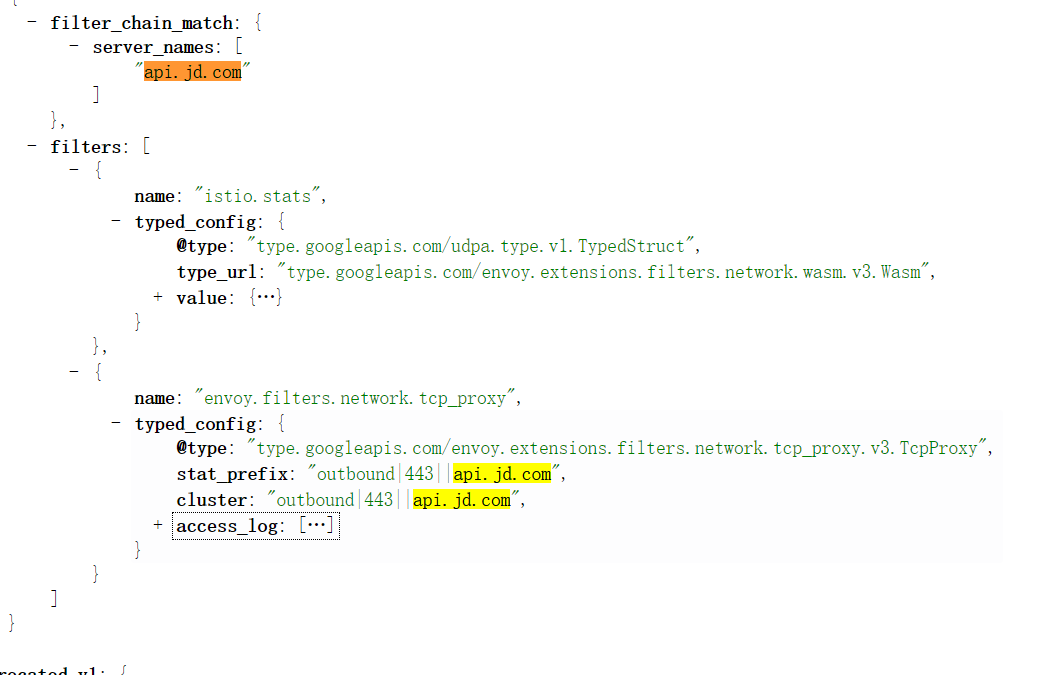 {
- filter_chain_match: {
- server_names: [
"api.jd.com"
]
},
- filters: [
- {
name: "istio.stats",
- typed_config: {
@type: "type.googleapis.com/udpa.type.v1.TypedStruct",
type_url: "type.googleapis.com/envoy.extensions.filters.network.wasm.v3.Wasm",
+ value: {…}
}
},
- {
name: "envoy.filters.network.tcp_proxy",
- typed_config: {
@type: "type.googleapis.com/envoy.extensions.filters.network.tcp_proxy.v3.TcpProxy",
stat_prefix: "outbound|443||api.jd.com",
cluster: "outbound|443||api.jd.com",
+ access_log: […]
}
}
]
}